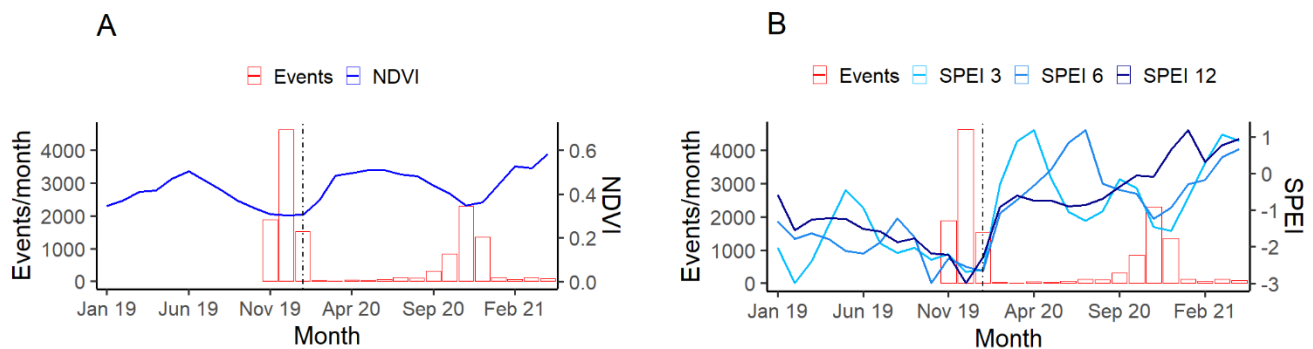 A
Events NDVI
Events/month
4000
3000
2000
1000
0
0.6
0.4
0.2
0.0
NDVI
Jan 19 Jun 19 Nov 19 Apr 20 Sep 20 Feb 21
Month
B
Events SPEI 3 SPEI 6 SPEI 12
Events/month
4000
3000
2000
1000
0
1
0
-1
-2
-3
SPEI
Jan 19 Jun 19 Nov 19 Apr 20 Sep 20 Feb 21
Month